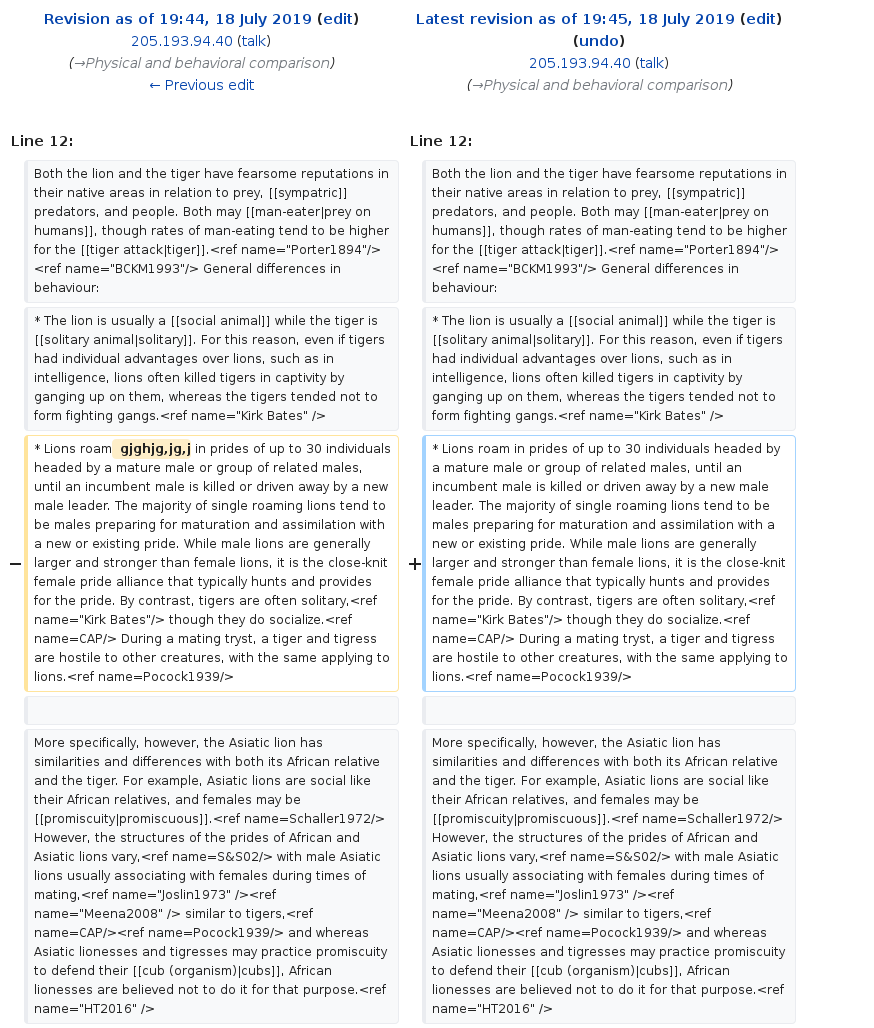 Revision as of 19:44, 18 July 2019 (edit)
205.193.94.40 (talk)
(→Physical and behavioral comparison)
← Previous edit
Latest revision as of 19:45, 18 July 2019 (edit)
(undo)
205.193.94.40 (talk)
(→Physical and behavioral comparison)
Line 12:
Line 12:
Both the lion and the tiger have fearsome reputations in
their native areas in relation to prey, [[sympatric]]
predators, and people. Both may [[man-eater|prey on
humans]], though rates of man-eating tend to be higher
for the [[tiger attack|tiger]].<ref name="Porter1894"/>
<ref name="BCKM1993"/> General differences in
behaviour:
Both the lion and the tiger have fearsome reputations in
their native areas in relation to prey, [[sympatric]]
predators, and people. Both may [[man-eater|prey on
humans]], though rates of man-eating tend to be higher
for the [[tiger attack|tiger]].<ref name="Porter1894"/>
<ref name="BCKM1993"/> General differences in
behaviour:
* The lion is usually a [[social animal]] while the tiger is
[[solitary animal|solitary]]. For this reason, even if tigers
had individual advantages over lions, such as in
intelligence, lions often killed tigers in captivity by
ganging up on them, whereas the tigers tended not to
form fighting gangs.<ref name="Kirk Bates" />
* The lion is usually a [[social animal]] while the tiger is
[[solitary animal|solitary]]. For this reason, even if tigers
had individual advantages over lions, such as in
intelligence, lions often killed tigers in captivity by
ganging up on them, whereas the tigers tended not to
form fighting gangs.<ref name="Kirk Bates" />
−
* Lions roam gjghjg,jg,j in prides of up to 30 individuals
headed by a mature male or group of related males,
until an incumbent male is killed or driven away by a new
male leader. The majority of single roaming lions tend to
be males preparing for maturation and assimilation with
a new or existing pride. While male lions are generally
larger and stronger than female lions, it is the close-knit
female pride alliance that typically hunts and provides
for the pride. By contrast, tigers are often solitary,<ref
name="Kirk Bates"/> though they do socialize.<ref
name=CAP/> During a mating tryst, a tiger and tigress
are hostile to other creatures, with the same applying to
lions.<ref name=Pocock1939/>
+
* Lions roam in prides of up to 30 individuals headed by
a mature male or group of related males, until an
incumbent male is killed or driven away by a new male
leader. The majority of single roaming lions tend to be
males preparing for maturation and assimilation with a
new or existing pride. While male lions are generally
larger and stronger than female lions, it is the close-knit
female pride alliance that typically hunts and provides
for the pride. By contrast, tigers are often solitary,<ref
name="Kirk Bates"/> though they do socialize.<ref
name=CAP/> During a mating tryst, a tiger and tigress
are hostile to other creatures, with the same applying to
lions.<ref name=Pocock1939/>
More specifically, however, the Asiatic lion has
similarities and differences with both its African relative
and the tiger. For example, Asiatic lions are social like
their African relatives, and females may be
[[promiscuity|promiscuous]].<ref name=Schaller1972/>
However, the structures of the prides of African and
Asiatic lions vary,<ref name=S&S02/> with male Asiatic
lions usually associating with females during times of
mating,<ref name="Joslin1973" /><ref
name="Meena2008" /> similar to tigers,<ref
name=CAP/><ref name=Pocock1939/> and whereas
Asiatic lionesses and tigresses may practice promiscuity
to defend their [[cub (organism)|cubs]], African
lionesses are believed not to do it for that purpose.<ref
name="HT2016" />
More specifically, however, the Asiatic lion has
similarities and differences with both its African relative
and the tiger. For example, Asiatic lions are social like
their African relatives, and females may be
[[promiscuity|promiscuous]].<ref name=Schaller1972/>
However, the structures of the prides of African and
Asiatic lions vary,<ref name=S&S02/> with male Asiatic
lions usually associating with females during times of
mating,<ref name="Joslin1973" /><ref
name="Meena2008" /> similar to tigers,<ref
name=CAP/><ref name=Pocock1939/> and whereas
Asiatic lionesses and tigresses may practice promiscuity
to defend their [[cub (organism)|cubs]], African
lionesses are believed not to do it for that purpose.<ref
name="HT2016" />